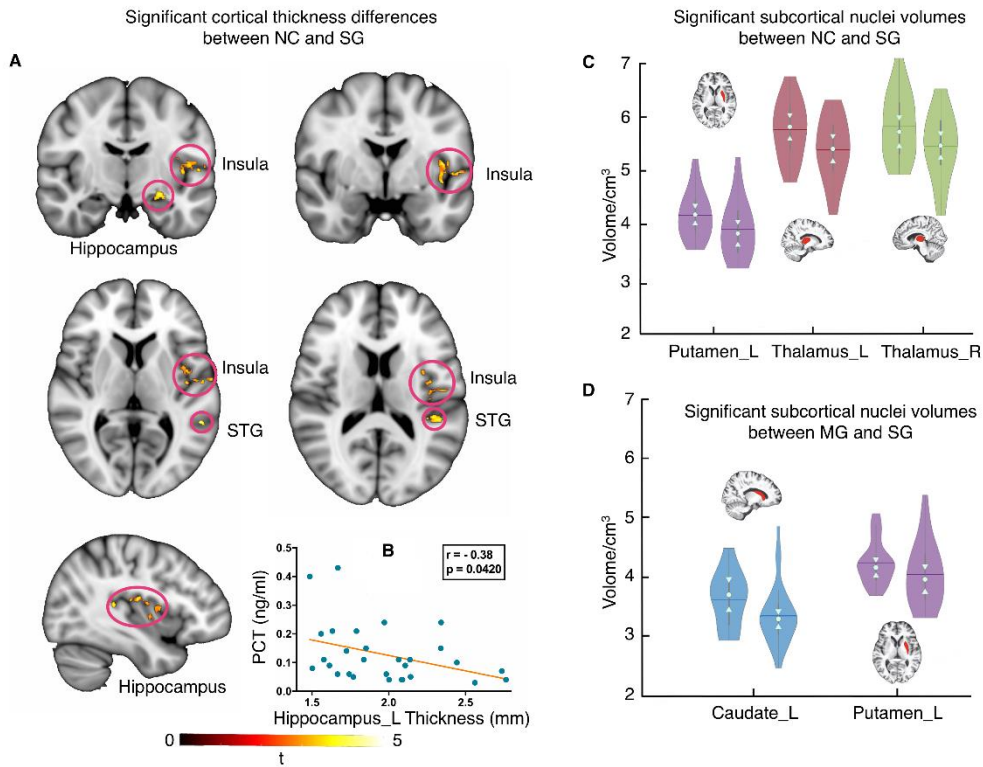 Significant cortical thickness differences
between NC and SG
A
Insula
Hippocampus
Insula
Insula
STG
Insula
STG
Hippocampus
B
r = - 0.38
p = 0.0420
PCT (ng/ml)
0.5
0.4
0.3
0.2
0.1
0.0
1.5 2.0 2.5
Hippocampus_L Thickness (mm)
0 5
t
Significant subcortical nuclei volumes
between NC and SG
C
Volome/cm³
7
6
5
4
3
2
Putamen_L Thalamus_L Thalamus_R
D
Significant subcortical nuclei volumes
between MG and SG
Volome/cm³
7
6
5
4
3
2
Caudate_L Putamen_L